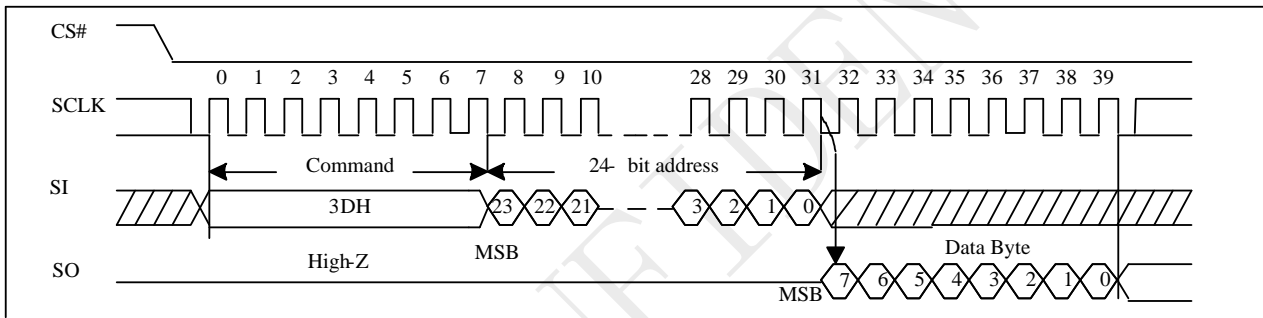 CS#
0 1 2 3 4 5 6 7 8 9 10 28 29 30 31 32 33 34 35 36 37 38 39
SCLK
Command 24- bit address
SI
3DH 23 22 21 3 2 1 0
High-Z MSB Data Byte
SO
MSB 7 6 5 4 3 2 1 0